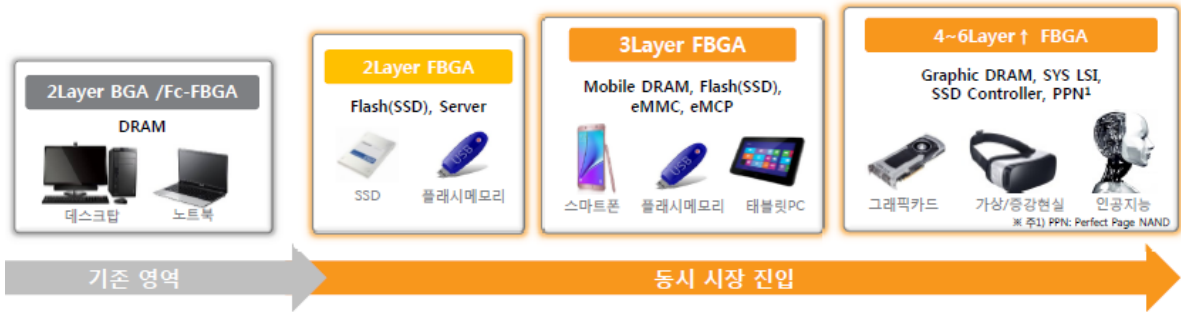 2Layer BGA /Fc-FBGA
DRAM
데스크탑
노트북
2Layer FBGA
Flash(SSD), Server
SSD
USB
플래시메모리
3Layer FBGA
Mobile DRAM, Flash(SSD),
eMMC, eMCP
스마트폰
USB
플래시메모리
태블릿PC
4~6Layer↑ FBGA
Graphic DRAM, SYS LSI,
SSD Controller, PPN¹
그래픽카드
가상/증강현실
인공지능
※ 주1) PPN: Perfect Page NAND
기존 영역
동시 시장 진입